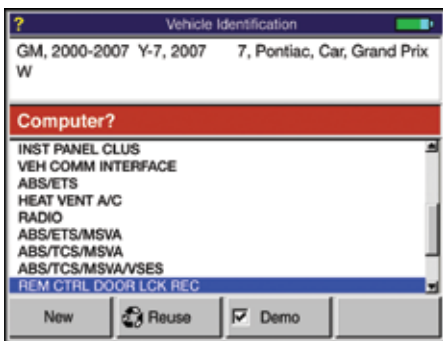 ? Vehicle Identification
GM, 2000-2007 Y-7, 2007 7, Pontiac, Car, Grand Prix
W
Computer?
INST PANEL CLUS
VEH COMM INTERFACE
ABS/ETS
HEAT VENT A/C
RADIO
ABS/ETS/MSVA
ABS/TCS/MSVA
ABS/TCS/MSVA/VSES
REM CTRL DOOR LCK REC
New Reuse Demo